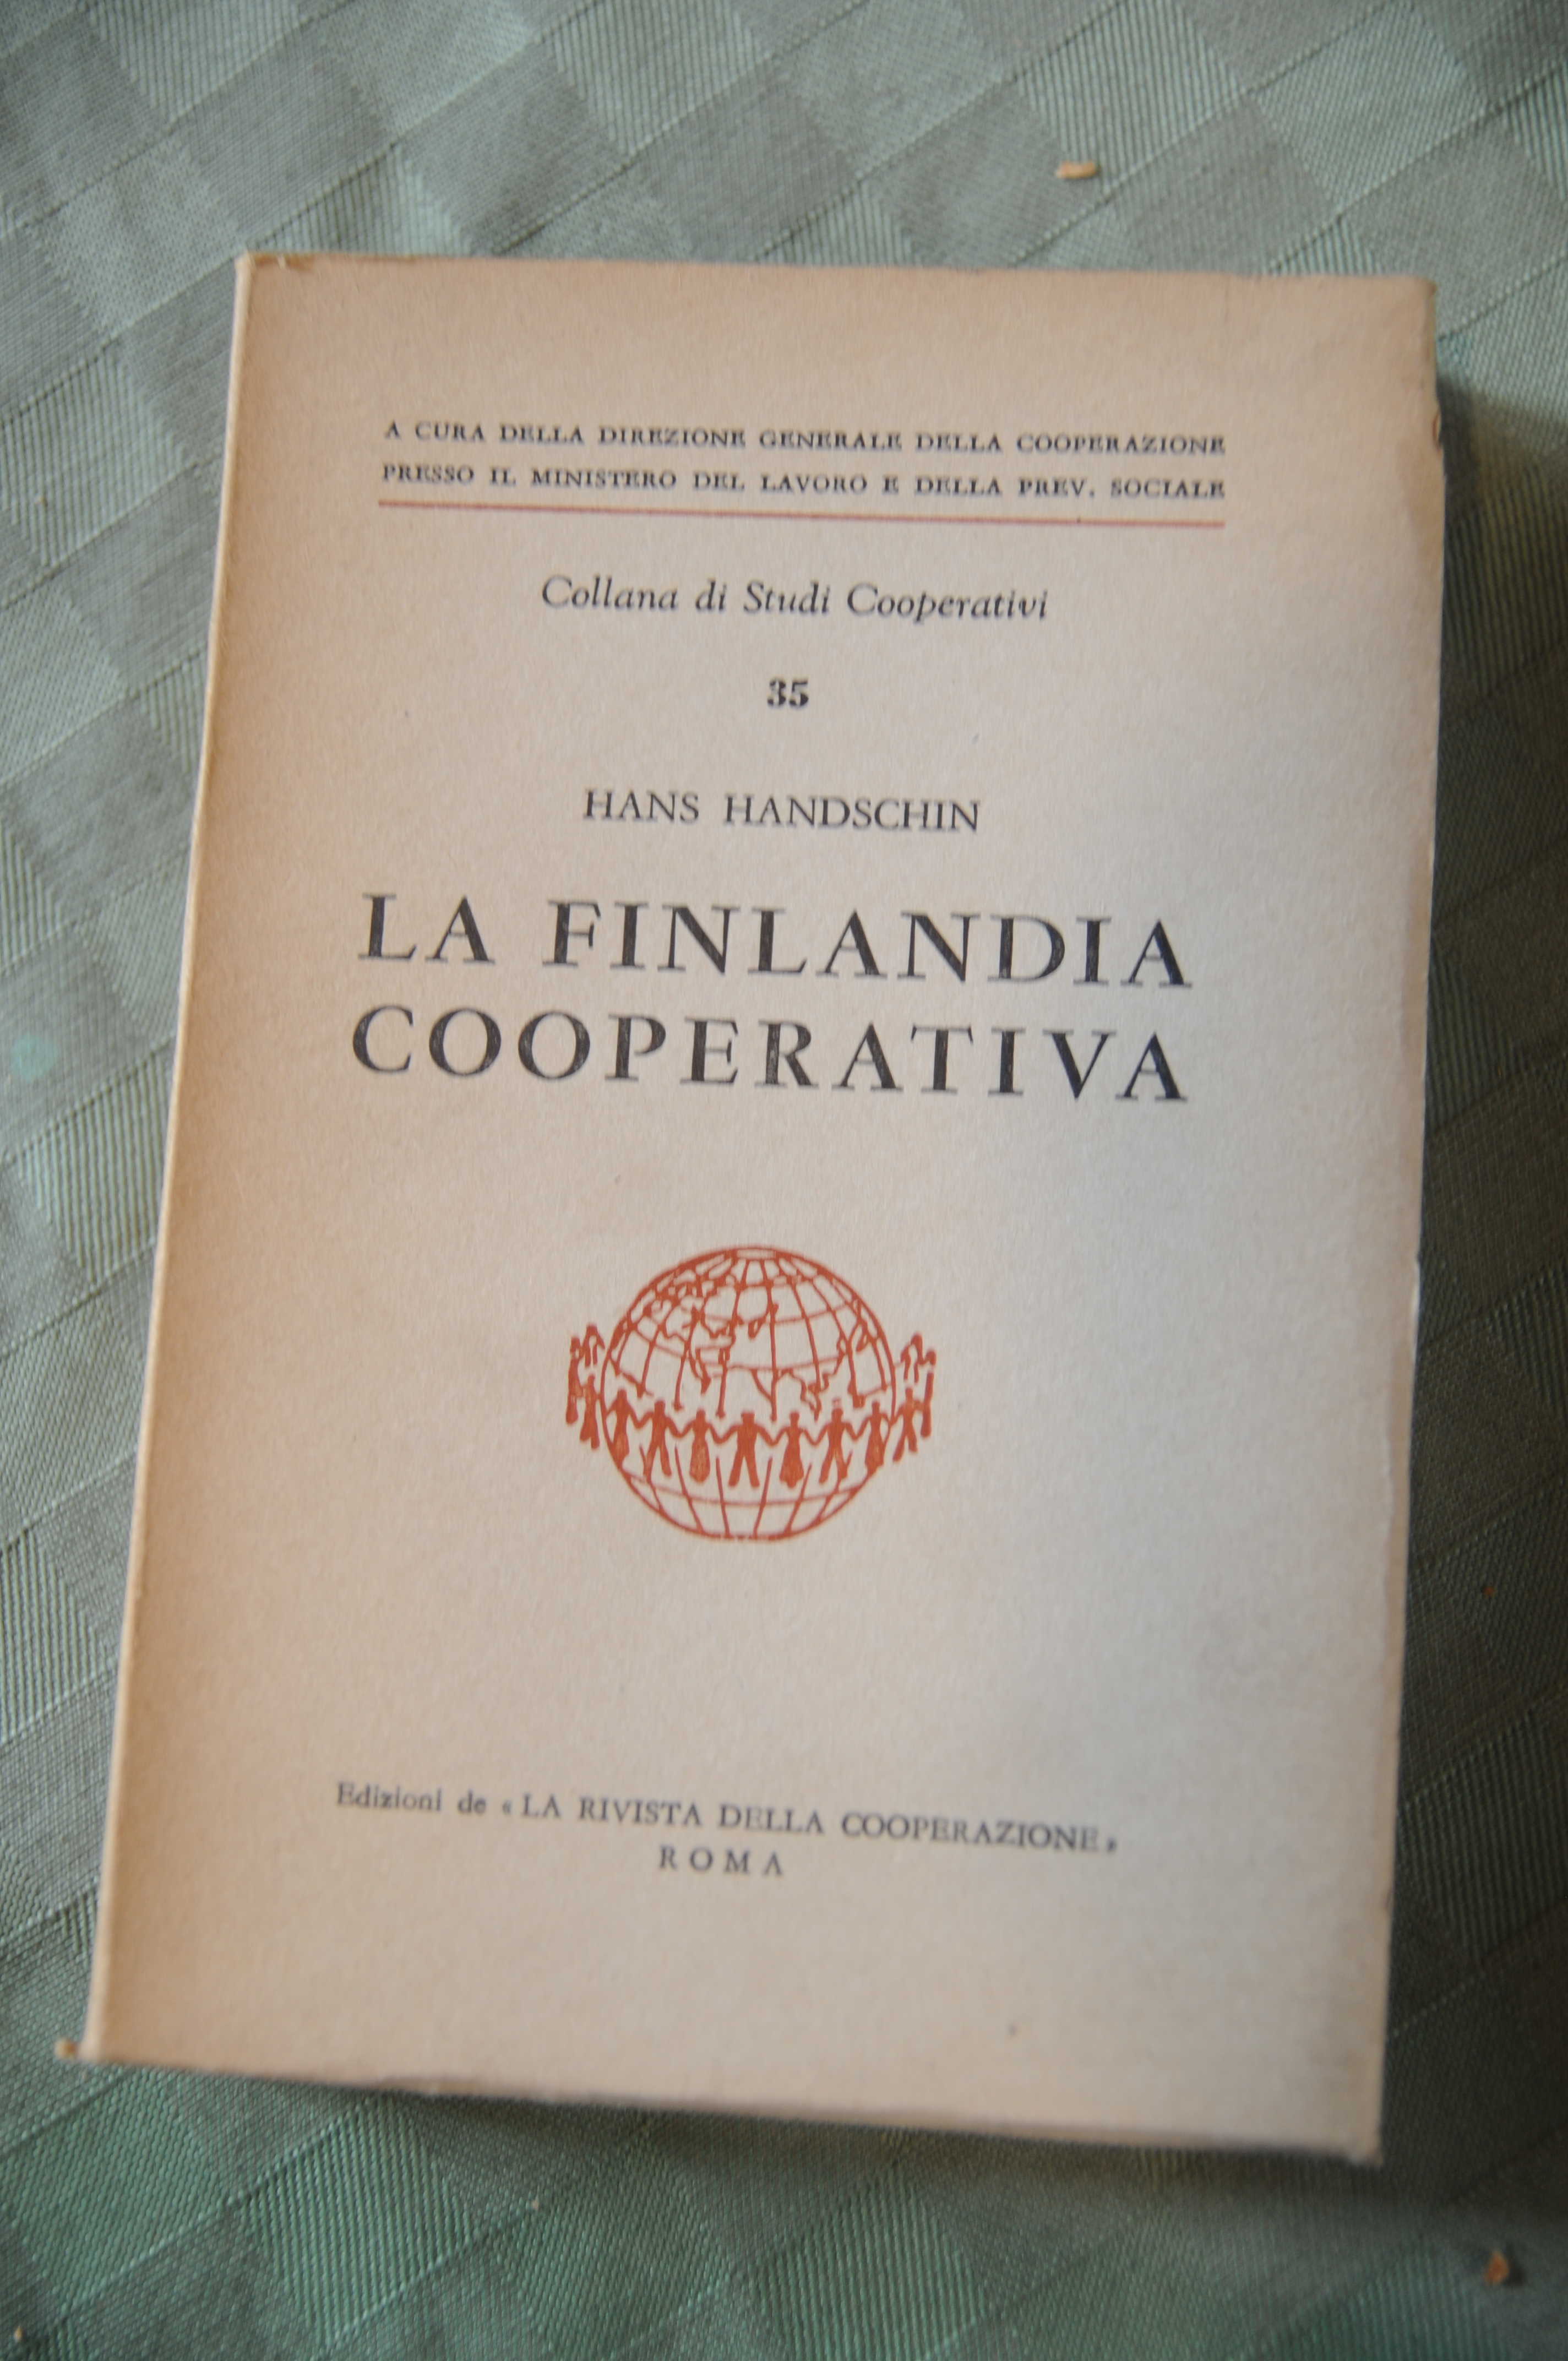 A CURA DELLA DIREZIONE GENERALE DELLA COOPERAZIONE
PRESSO IL MINISTERO DEL LAVORO E DELLA PREV. SOCIALE
Collana di Studi Cooperativi
35
HANS HANDSCHIN
LA FINLANDIA
COOPERATIVA
Edizioni de «LA RIVISTA DELLA COOPERAZIONE»
ROMA